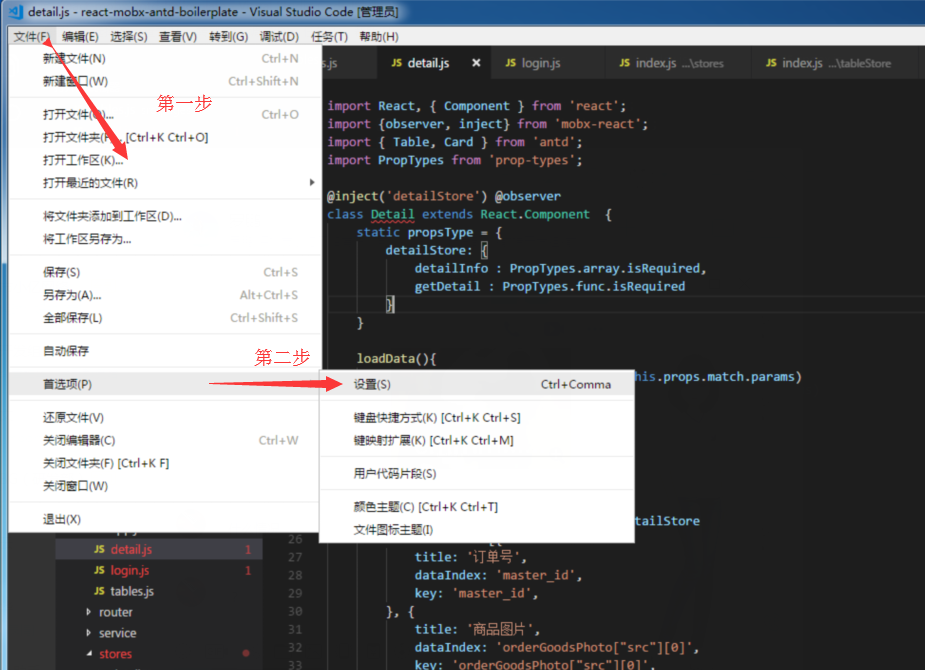 detail.js - react-mobx-antd-boilerplate - Visual Studio Code [管理员]
文件(F) 编辑(E) 选择(S) 查看(V) 转到(G) 调试(D) 任务(T) 帮助(H)
s.js JS detail.js × JS login.js JS index.js ...\stores JS index.js ...\tableStore
新建文件(N) Ctrl+N
新建窗口(W) Ctrl+Shift+N
第一步
打开文件(O)... Ctrl+O
打开文件夹(F)... [Ctrl+K Ctrl+O]
打开工作区(K)...
打开最近的文件(R)
将文件夹添加到工作区(D)...
将工作区另存为...
保存(S) Ctrl+S
另存为(A)... Alt+Ctrl+S
全部保存(L) Ctrl+Shift+S
自动保存
第二步
首选项(P)
还原文件(V)
关闭编辑器(C) Ctrl+W
关闭文件夹(F) [Ctrl+K F]
关闭窗口(W)
退出(X)
设置(S) Ctrl+Comma
键盘快捷方式(K) [Ctrl+K Ctrl+S]
键映射扩展(K) [Ctrl+K Ctrl+M]
用户代码片段(S)
颜色主题(C) [Ctrl+K Ctrl+T]
文件图标主题(I)
import React, { Component } from 'react';
import {observer, inject} from 'mobx-react';
import { Table, Card } from 'antd';
import PropTypes from 'prop-types';
@inject('detailStore') @observer
class Detail extends React.Component {
static propsType = {
detailStore: {
detailInfo : PropTypes.array.isRequired,
getDetail : PropTypes.func.isRequired
}
}
loadData(){
his.props.match.params)
tailStore
26
27 title: '订单号',
28 dataIndex: 'master_id',
29 key: 'master_id',
30 }, {
31 title: '商品图片',
32 dataIndex: 'orderGoodsPhoto["src"][0]',
33 key: 'orderGoodsPhoto["src"][0]',
JS detail.js 1
JS login.js 1
JS tables.js
router
service
stores